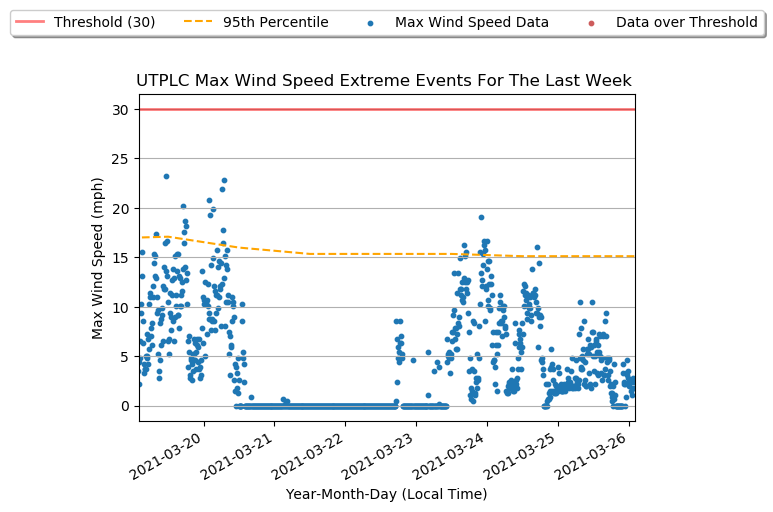 Threshold (30) 95th Percentile Max Wind Speed Data Data over Threshold
UTPLC Max Wind Speed Extreme Events For The Last Week
Max Wind Speed (mph)
30
25
20
15
10
5
0
2021-03-20 2021-03-21 2021-03-22 2021-03-23 2021-03-24 2021-03-25 2021-03-26
Year-Month-Day (Local Time)